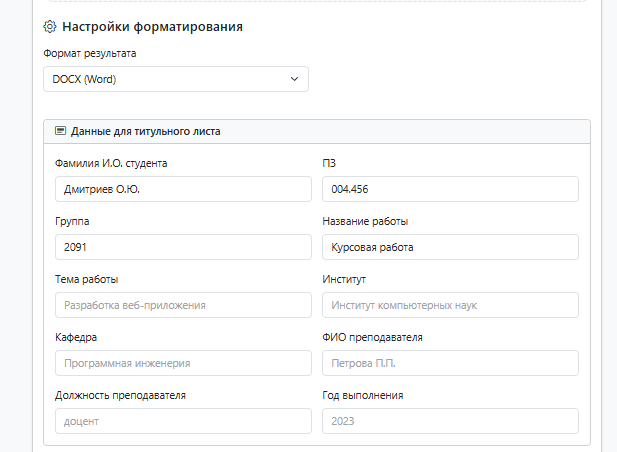 Настройки форматирования
Формат результата
DOCX (Word)
Данные для титульного листа
Фамилия И.О. студента
ПЗ
Дмитриев О.Ю.
004.456
Группа
Название работы
2091
Курсовая работа
Тема работы
Институт
Разработка веб-приложения
Институт компьютерных наук
Кафедра
ФИО преподавателя
Программная инженерия
Петрова П.П.
Должность преподавателя
Год выполнения
доцент
2023